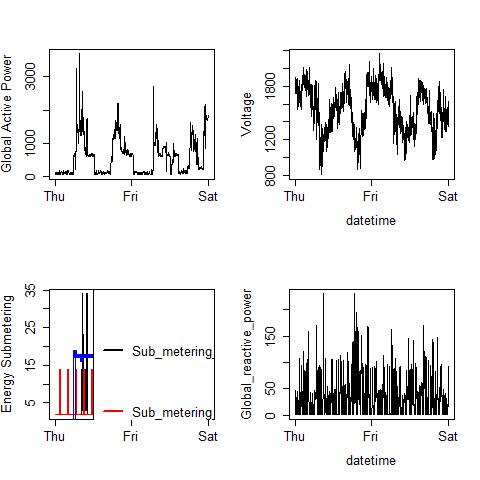 Global Active Power
0 1000 3000
Thu Fri Sat
Voltage
800 1200 1800
Thu Fri Sat
datetime
Energy Submetering
5 15 25 35
Thu Fri Sat
Sub_metering_
Sub_metering_
Global_reactive_power
0 50 150
Thu Fri Sat
datetime